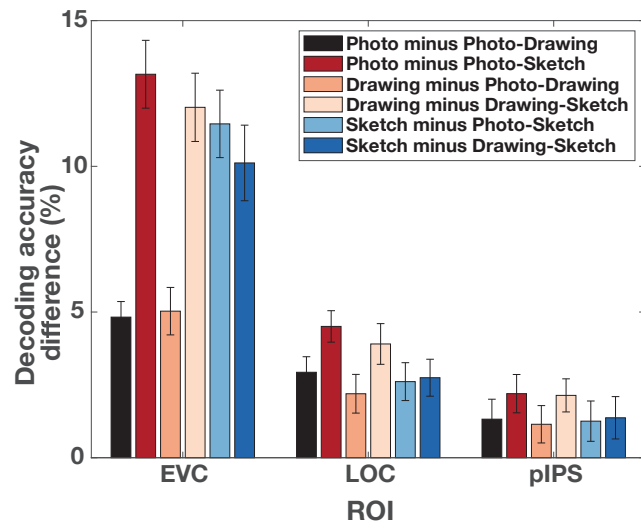 15
10
5
0
Decoding accuracy
difference (%)
Photo minus Photo-Drawing
Photo minus Photo-Sketch
Drawing minus Photo-Drawing
Drawing minus Drawing-Sketch
Sketch minus Photo-Sketch
Sketch minus Drawing-Sketch
EVC
LOC
pIPS
ROI